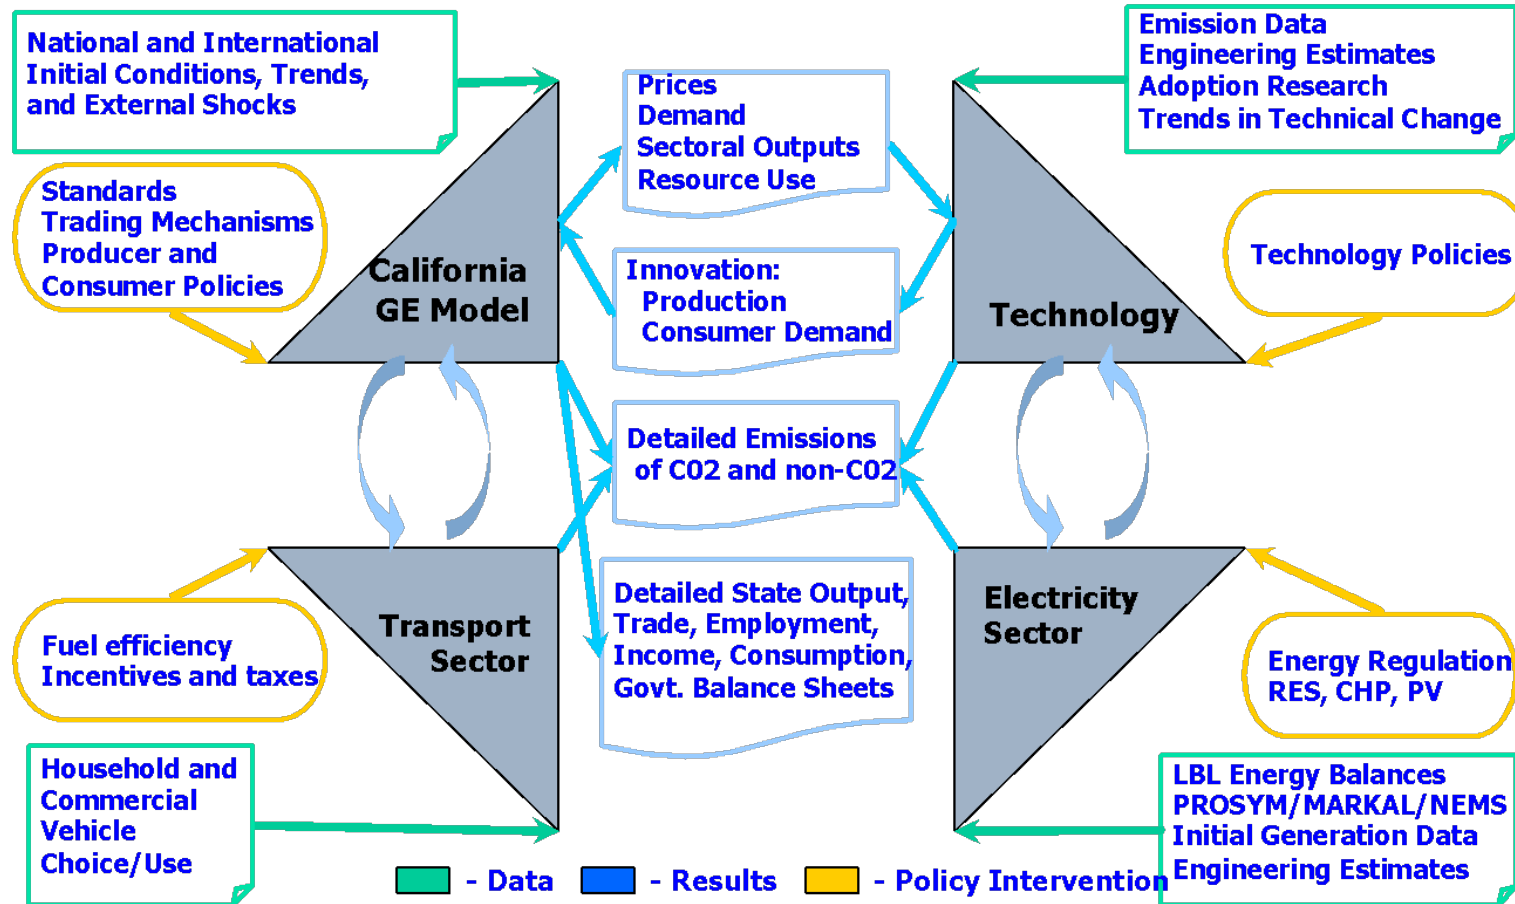 National and International
Initial Conditions, Trends,
and External Shocks
Prices
Demand
Sectoral Outputs
Resource Use
Emission Data
Engineering Estimates
Adoption Research
Trends in Technical Change
Standards
Trading Mechanisms
Producer and
Consumer Policies
California
GE Model
Innovation:
Production
Consumer Demand
Technology
Technology Policies
Detailed Emissions
of C02 and non-C02
Fuel efficiency
Incentives and taxes
Transport
Sector
Detailed State Output,
Trade, Employment,
Income, Consumption,
Govt. Balance Sheets
Electricity
Sector
Energy Regulation
RES, CHP, PV
Household and
Commercial
Vehicle
Choice/Use
LBL Energy Balances
PROSYM/MARKAL/NEMS
Initial Generation Data
Engineering Estimates
- Data - Results - Policy Intervention